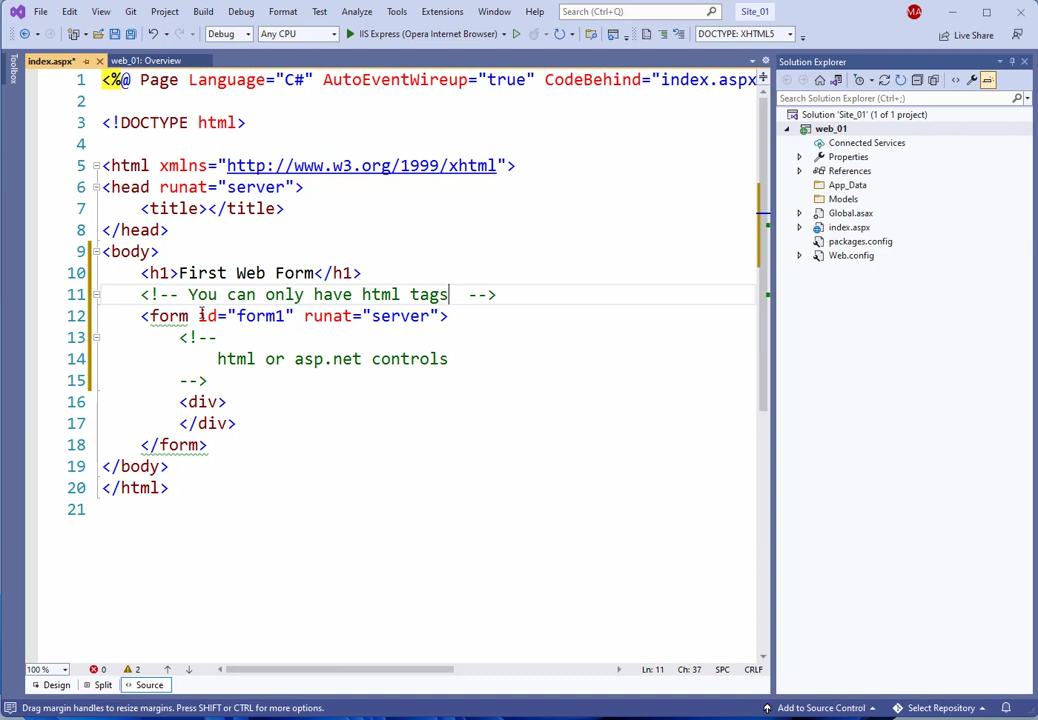 File Edit View Git Project Build Debug Format Test Analyze Tools Extensions Window Help Search (Ctrl+Q) Site_01 MA
Debug Any CPU IIS Express (Opera Internet Browser) DOCTYPE: XHTML5 Live Share
Toolbox
index.aspx* web_01: Overview
1 <%@ Page Language="C#" AutoEventWireup="true" CodeBehind="index.aspx
2
3 <!DOCTYPE html>
4
5 <html xmlns="http://www.w3.org/1999/xhtml">
6 <head runat="server">
7 <title></title>
8 </head>
9 <body>
10 <h1>First Web Form</h1>
11 <!-- You can only have html tags -->
12 <form id="form1" runat="server">
13 <!--
14 html or asp.net controls
15 -->
16 <div>
17 </div>
18 </form>
19 </body>
20 </html>
21
100 % 0 2 Ln: 11 Ch: 37 SPC CRLF
Design Split Source
Solution Explorer
Search Solution Explorer (Ctrl+;)
Solution 'Site_01' (1 of 1 project)
web_01
Connected Services
Properties
References
App_Data
Models
Global.asax
index.aspx
packages.config
Web.config
Drag margin handles to resize margins. Press SHIFT or CTRL for more options. Add to Source Control Select Repository